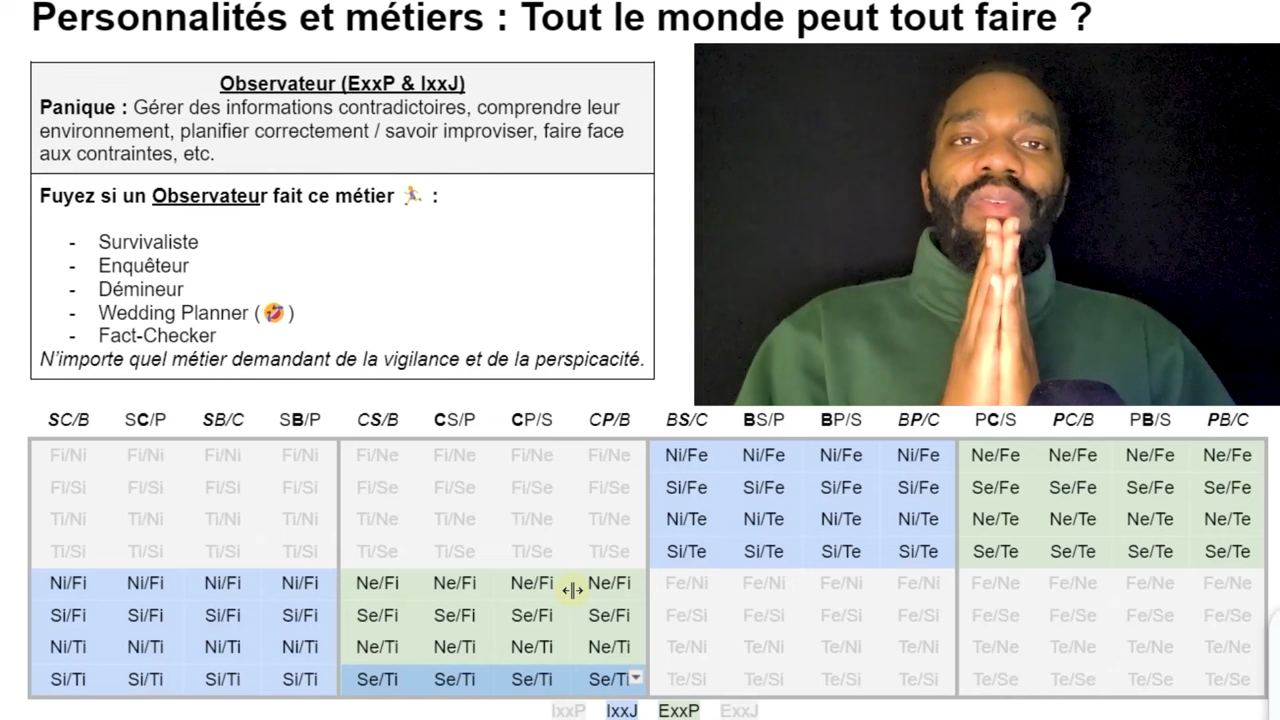 Personnalités et métiers : Tout le monde peut tout faire ?
Observateur (ExxP & IxxJ)
Panique : Gérer des informations contradictoires, comprendre leur
environnement, planifier correctement / savoir improviser, faire face
aux contraintes, etc.
Fuyez si un Observateur fait ce métier 🏃 :
- Survivaliste
- Enquêteur
- Démineur
- Wedding Planner (🤣)
- Fact-Checker
N'importe quel métier demandant de la vigilance et de la perspicacité.
SC/B SC/P SB/C SB/P CS/B CS/P CP/S CP/B BS/C BS/P BP/S BP/C PC/S PC/B PB/S PB/C
Fi/Ni Fi/Ni Fi/Ni Fi/Ni Fi/Ne Fi/Ne Fi/Ne Fi/Ne Ni/Fe Ni/Fe Ni/Fe Ni/Fe Ne/Fe Ne/Fe Ne/Fe Ne/Fe
Fi/Si Fi/Si Fi/Si Fi/Si Fi/Se Fi/Se Fi/Se Fi/Se Si/Fe Si/Fe Si/Fe Si/Fe Se/Fe Se/Fe Se/Fe Se/Fe
Ti/Ni Ti/Ni Ti/Ni Ti/Ni Ti/Ne Ti/Ne Ti/Ne Ti/Ne Ni/Te Ni/Te Ni/Te Ni/Te Ne/Te Ne/Te Ne/Te Ne/Te
Ti/Si Ti/Si Ti/Si Ti/Si Ti/Se Ti/Se Ti/Se Ti/Se Si/Te Si/Te Si/Te Si/Te Se/Te Se/Te Se/Te Se/Te
Ni/Fi Ni/Fi Ni/Fi Ni/Fi Ne/Fi Ne/Fi Ne/Fi Ne/Fi Fe/Ni Fe/Ni Fe/Ni Fe/Ni Fe/Ne Fe/Ne Fe/Ne Fe/Ne
Si/Fi Si/Fi Si/Fi Si/Fi Se/Fi Se/Fi Se/Fi Se/Fi Fe/Si Fe/Si Fe/Si Fe/Si Fe/Se Fe/Se Fe/Se Fe/Se
Ni/Ti Ni/Ti Ni/Ti Ni/Ti Ne/Ti Ne/Ti Ne/Ti Ne/Ti Te/Ni Te/Ni Te/Ni Te/Ni Te/Ne Te/Ne Te/Ne Te/Ne
Si/Ti Si/Ti Si/Ti Si/Ti Se/Ti Se/Ti Se/Ti Se/Ti Te/Si Te/Si Te/Si Te/Si Te/Se Te/Se Te/Se Te/Se
IxxP IxxJ ExxP ExxJ